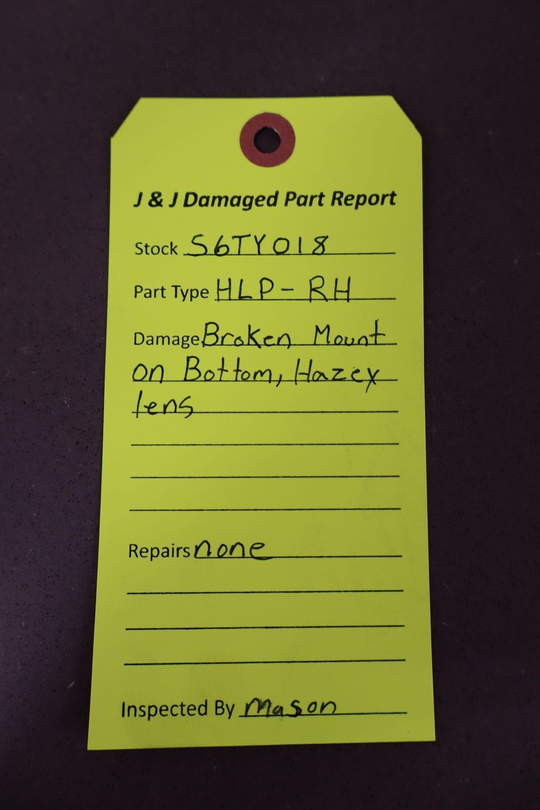 J & J Damaged Part Report
Stock S6TY018
Part Type HLP - RH
Damage Broken Mount
on Bottom, Hazey
lens
Repairs none
Inspected By Mason